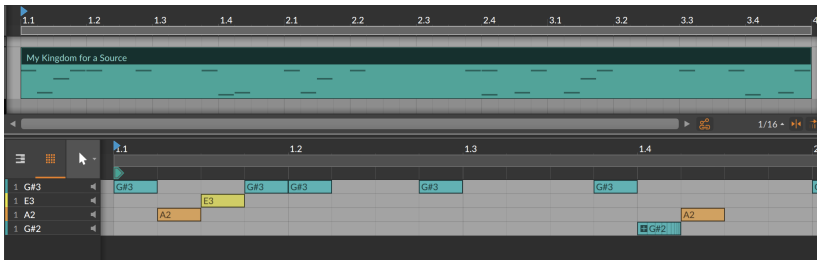 1.1 1.2 1.3 1.4 2.1 2.2 2.3 2.4 3.1 3.2 3.3 3.4 4
My Kingdom for a Source
1/16
1.1 1.2 1.3 1.4 2
1 G#3 G#3 G#3 G#3 G#3 G#3
1 E3 E3
1 A2 A2 A2
1 G#2 G#2